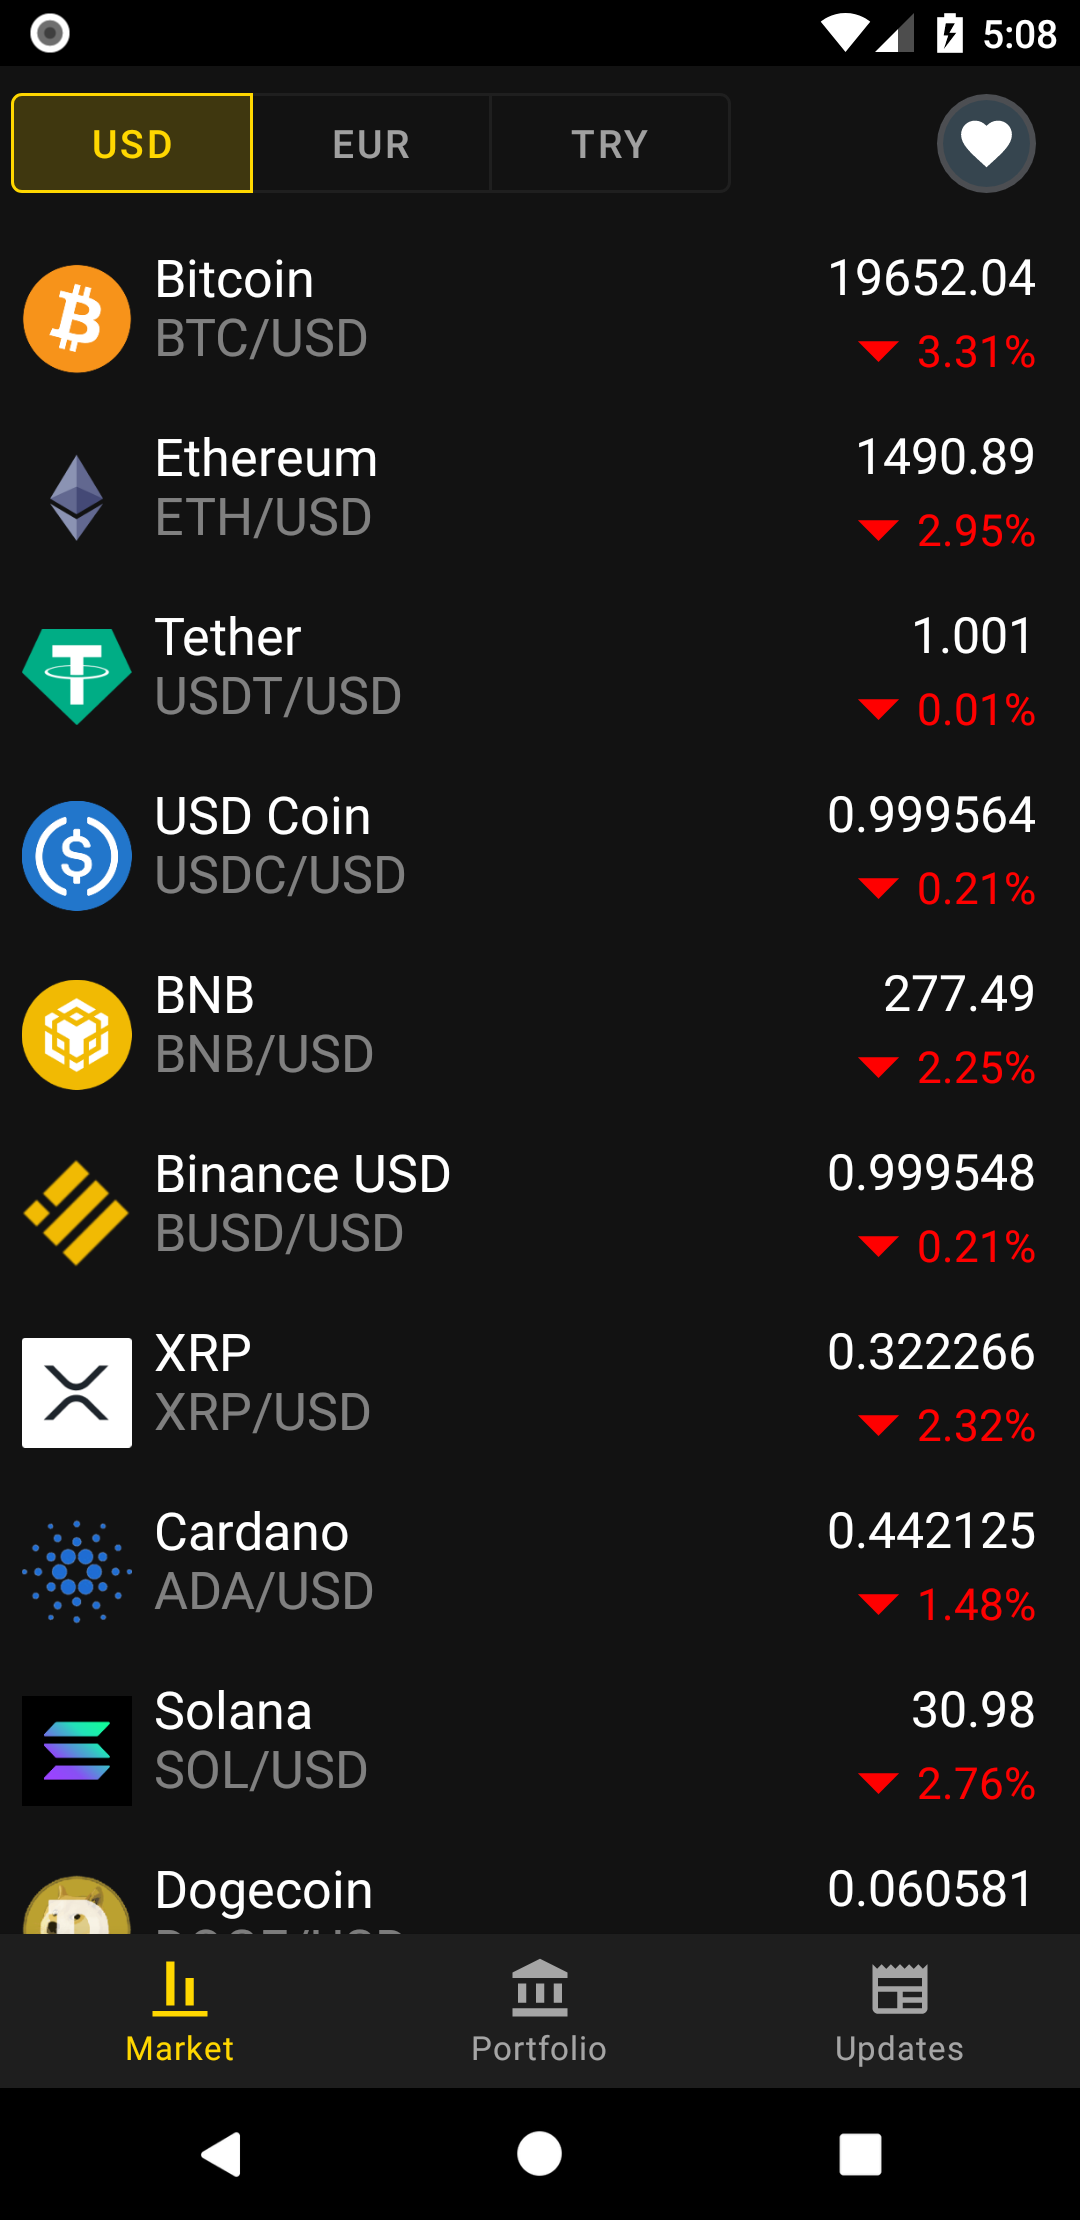 5:08
USD EUR TRY
Bitcoin 19652.04
BTC/USD 3.31%
Ethereum 1490.89
ETH/USD 2.95%
Tether 1.001
USDT/USD 0.01%
USD Coin 0.999564
USDC/USD 0.21%
BNB 277.49
BNB/USD 2.25%
Binance USD 0.999548
BUSD/USD 0.21%
XRP 0.322266
XRP/USD 2.32%
Cardano 0.442125
ADA/USD 1.48%
Solana 30.98
SOL/USD 2.76%
Dogecoin 0.060581
Market Portfolio Updates